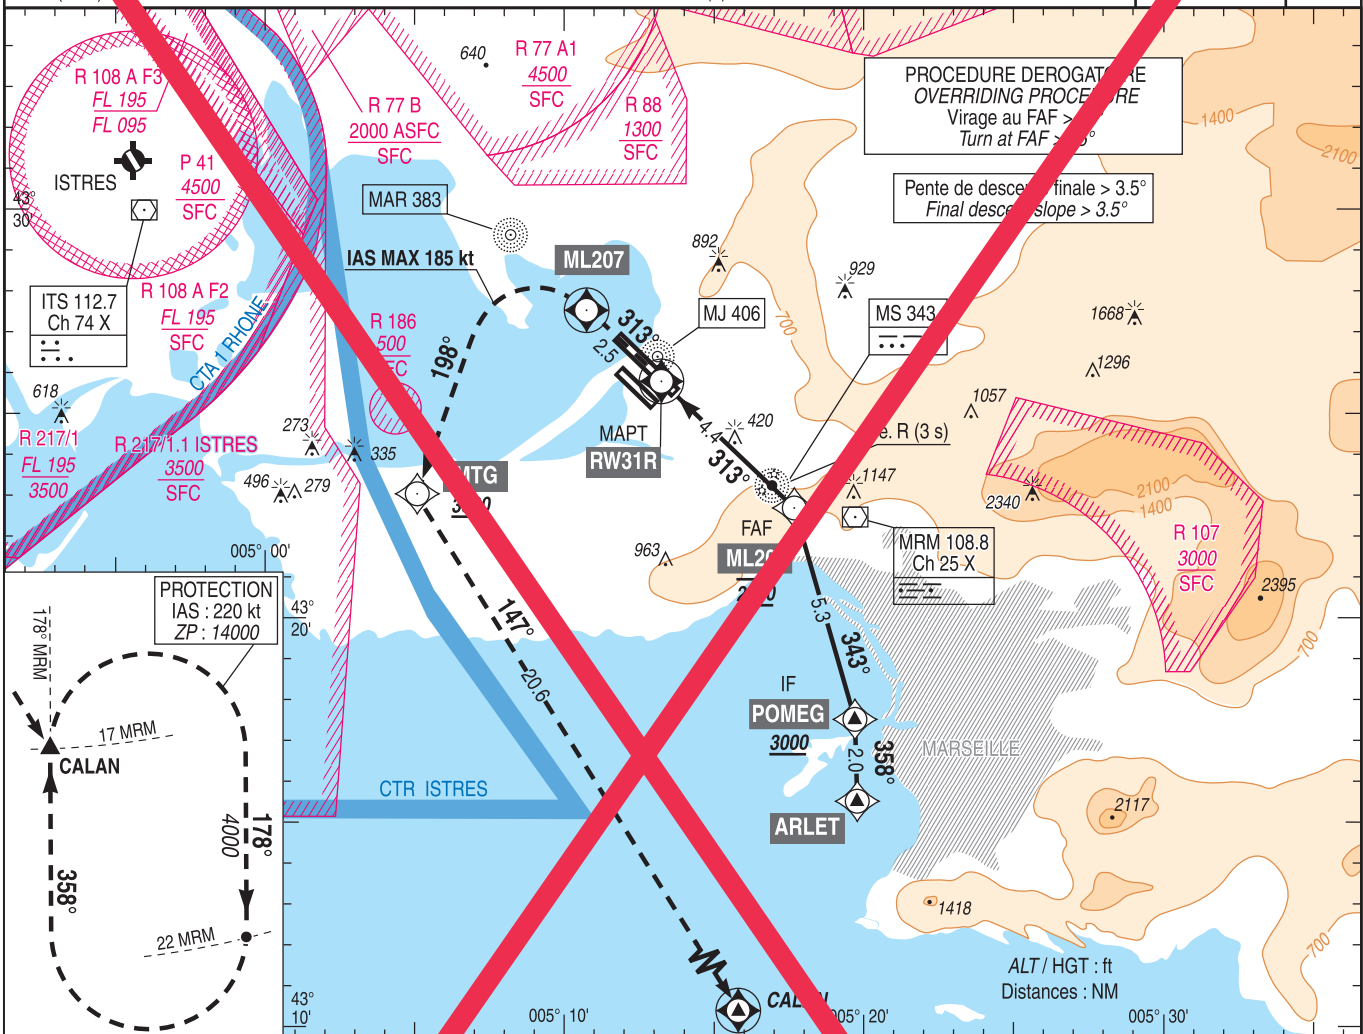 R 108 A F3
FL 195
FL 095
ISTRES
P 41
4500
SFC
43°
30'
ITS 112.7
Ch 74 X
R 108 A F2
FL 195
SFC
CTA 1 RHONE
640
R 77 A1
4500
SFC
R 77 B
2000 ASFC
SFC
R 88
1300
SFC
PROCEDURE
OVERRIDING PROCEDURE
Virage au FAF >
Turn at FAF >
Pente de finale > 3.5°
Final slope > 3.5°
1400
2100
MAR 383
IAS MAX 185 kt
ML207
892
929
MJ 406
MS 343
700
1668
1296
1057
R 186
500
198°
313°
2.5
MAPT
RW31R
4.4
313°
420
R (3 s)
1147
618
R 217/1
FL 195
3500
R 217/1.1 ISTRES
3500
SFC
273
335
496
279
963
FAF
MRM 108.8
Ch 25 X
2340
2100
1400
R 107
3000
SFC
2395
700
005° 00'
43°
20'
PROTECTION
IAS : 220 kt
ZP : 14000
178° MRM
17 MRM
CALAN
178°
4000
358°
22 MRM
147°
20.6
5.3
343°
IF
POMEG
3000
358°
2.0
ARLET
MARSEILLE
CTR ISTRES
2117
1418
700
ALT / HGT : ft
Distances : NM
43°
10'
005° 10'
005° 20'
005° 30'